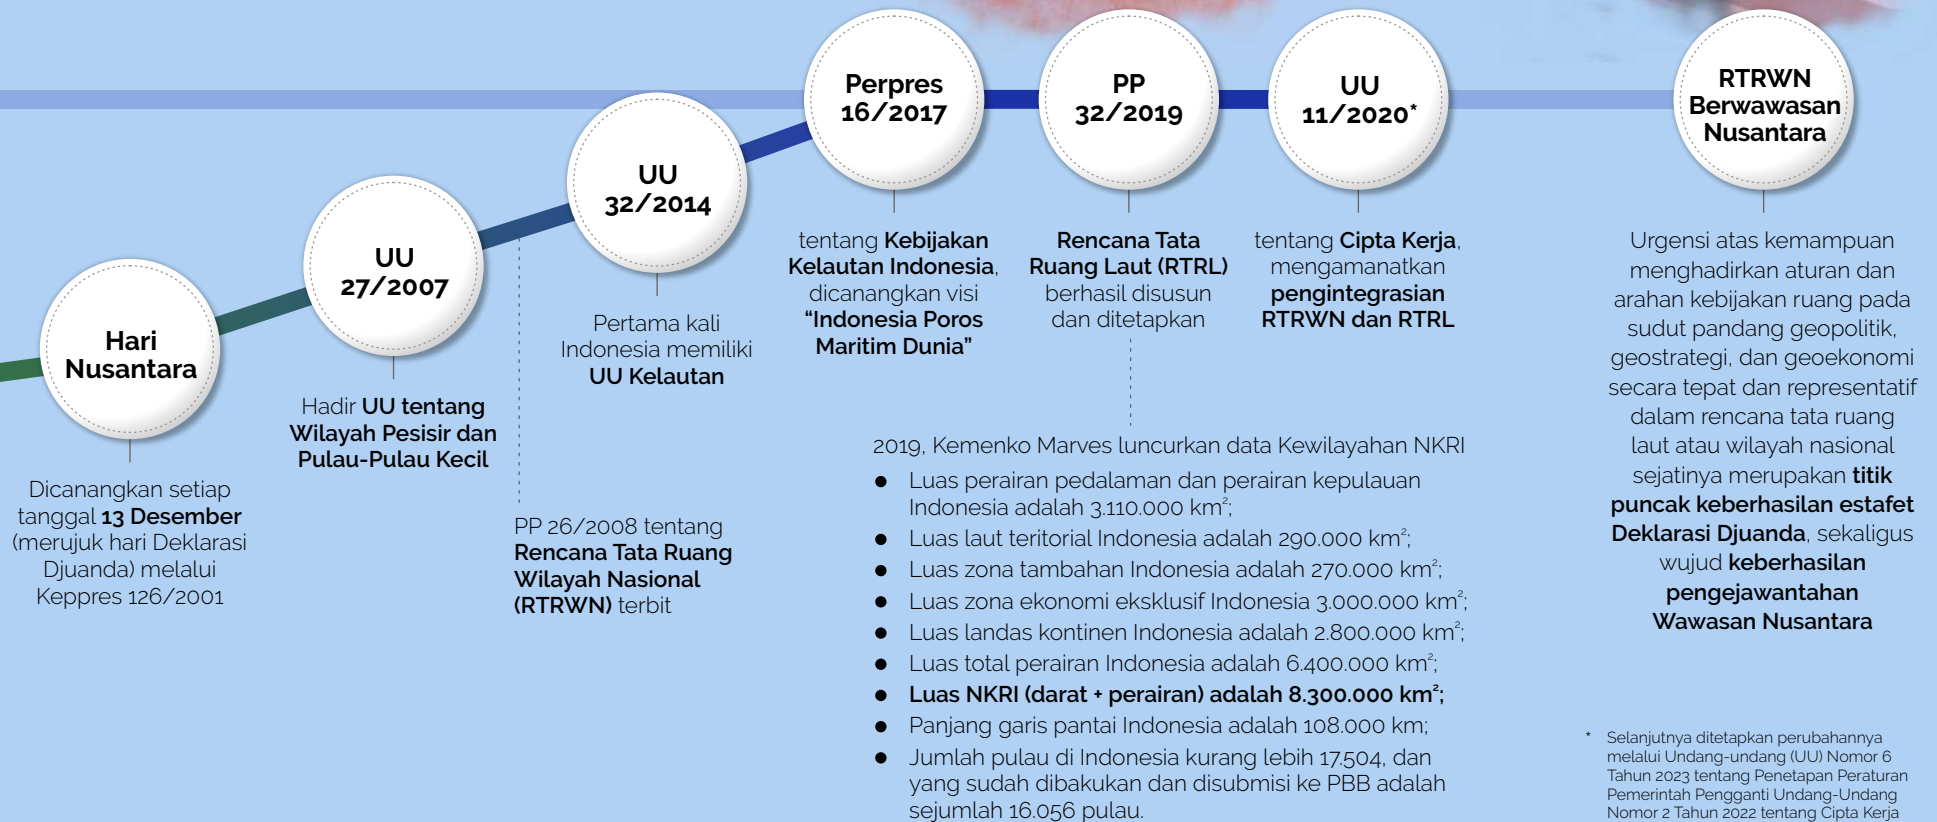 Hari
Nusantara
Dicanangkan setiap
tanggal 13 Desember
(merujuk hari Deklarasi
Djuanda) melalui
Keppres 126/2001
UU
27/2007
Hadir UU tentang
Wilayah Pesisir dan
Pulau-Pulau Kecil
PP 26/2008 tentang
Rencana Tata Ruang
Wilayah Nasional
(RTRWN) terbit
UU
32/2014
Pertama kali
Indonesia memiliki
UU Kelautan
Perpres
16/2017
tentang Kebijakan
Kelautan Indonesia,
dicanangkan visi
“Indonesia Poros
Maritim Dunia”
PP
32/2019
Rencana Tata
Ruang Laut (RTRL)
berhasil disusun
dan ditetapkan
2019, Kemenko Marves luncurkan data Kewilayahan NKRI
● Luas perairan pedalaman dan perairan kepulauan
Indonesia adalah 3.110.000 km²;
● Luas laut teritorial Indonesia adalah 290.000 km²;
● Luas zona tambahan Indonesia adalah 270.000 km²;
● Luas zona ekonomi eksklusif Indonesia 3.000.000 km²;
● Luas landas kontinen Indonesia adalah 2.800.000 km²;
● Luas total perairan Indonesia adalah 6.400.000 km²;
● Luas NKRI (darat + perairan) adalah 8.300.000 km²;
● Panjang garis pantai Indonesia adalah 108.000 km;
● Jumlah pulau di Indonesia kurang lebih 17.504, dan
yang sudah dibakukan dan disubmisi ke PBB adalah
sejumlah 16.056 pulau.
UU
11/2020*
tentang Cipta Kerja,
mengamanatkan
pengintegrasian
RTRWN dan RTRL
RTRWN
Berwawasan
Nusantara
Urgensi atas kemampuan
menghadirkan aturan dan
arahan kebijakan ruang pada
sudut pandang geopolitik,
geostrategi, dan geoekonomi
secara tepat dan representatif
dalam rencana tata ruang
laut atau wilayah nasional
sejatinya merupakan titik
puncak keberhasilan estafet
Deklarasi Djuanda, sekaligus
wujud keberhasilan
pengejawantahan
Wawasan Nusantara
* Selanjutnya ditetapkan perubahannya
melalui Undang-undang (UU) Nomor 6
Tahun 2023 tentang Penetapan Peraturan
Pemerintah Pengganti Undang-Undang
Nomor 2 Tahun 2022 tentang Cipta Kerja